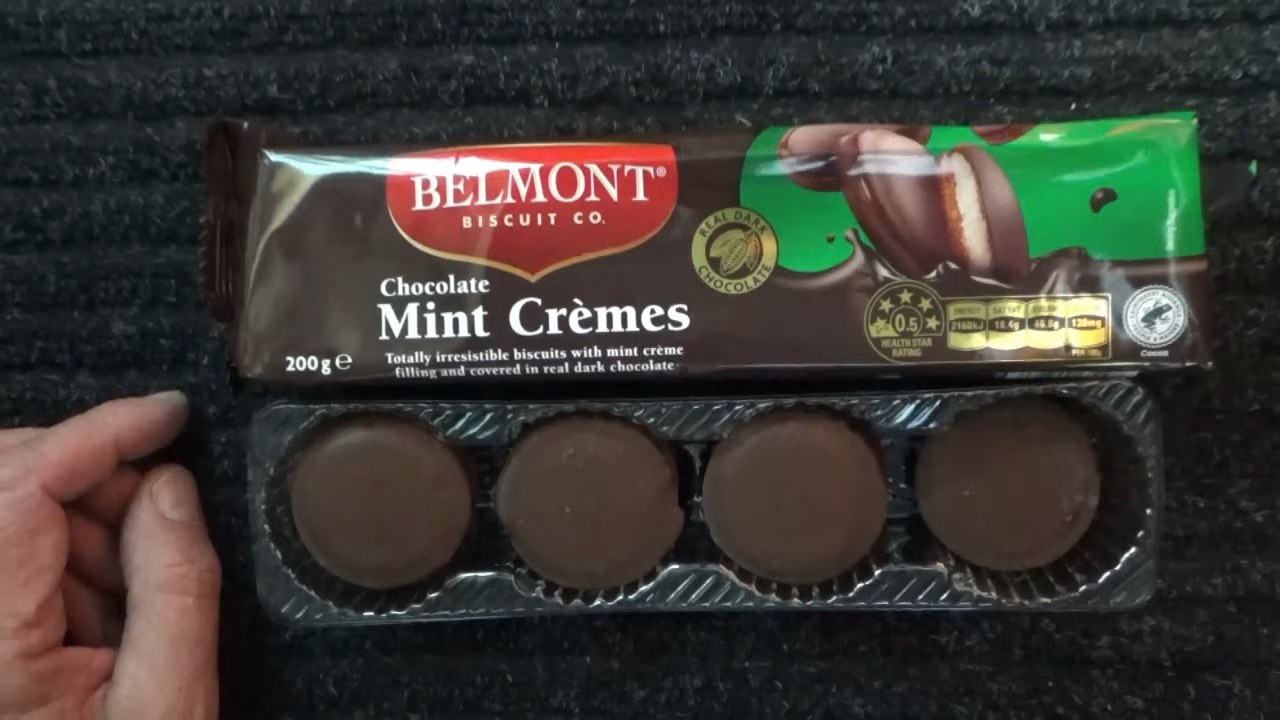 BELMONT®
BISCUIT CO.
REAL DARK
CHOCOLATE
Chocolate
Mint Crèmes
200g e
Totally irresistible biscuits with mint crème
filling and covered in real dark chocolate
0.5
HEALTH STAR
RATING
ENERGY
2160kJ
SAT FAT
18.4g
46.8g
130mg
PER 100g
Cocoa